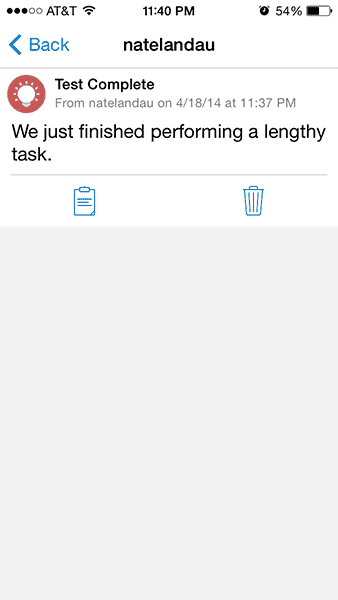 AT&T 11:40 PM 54%
Back natelandau
Test Complete
From natelandau on 4/18/14 at 11:37 PM
We just finished performing a lengthy
task.